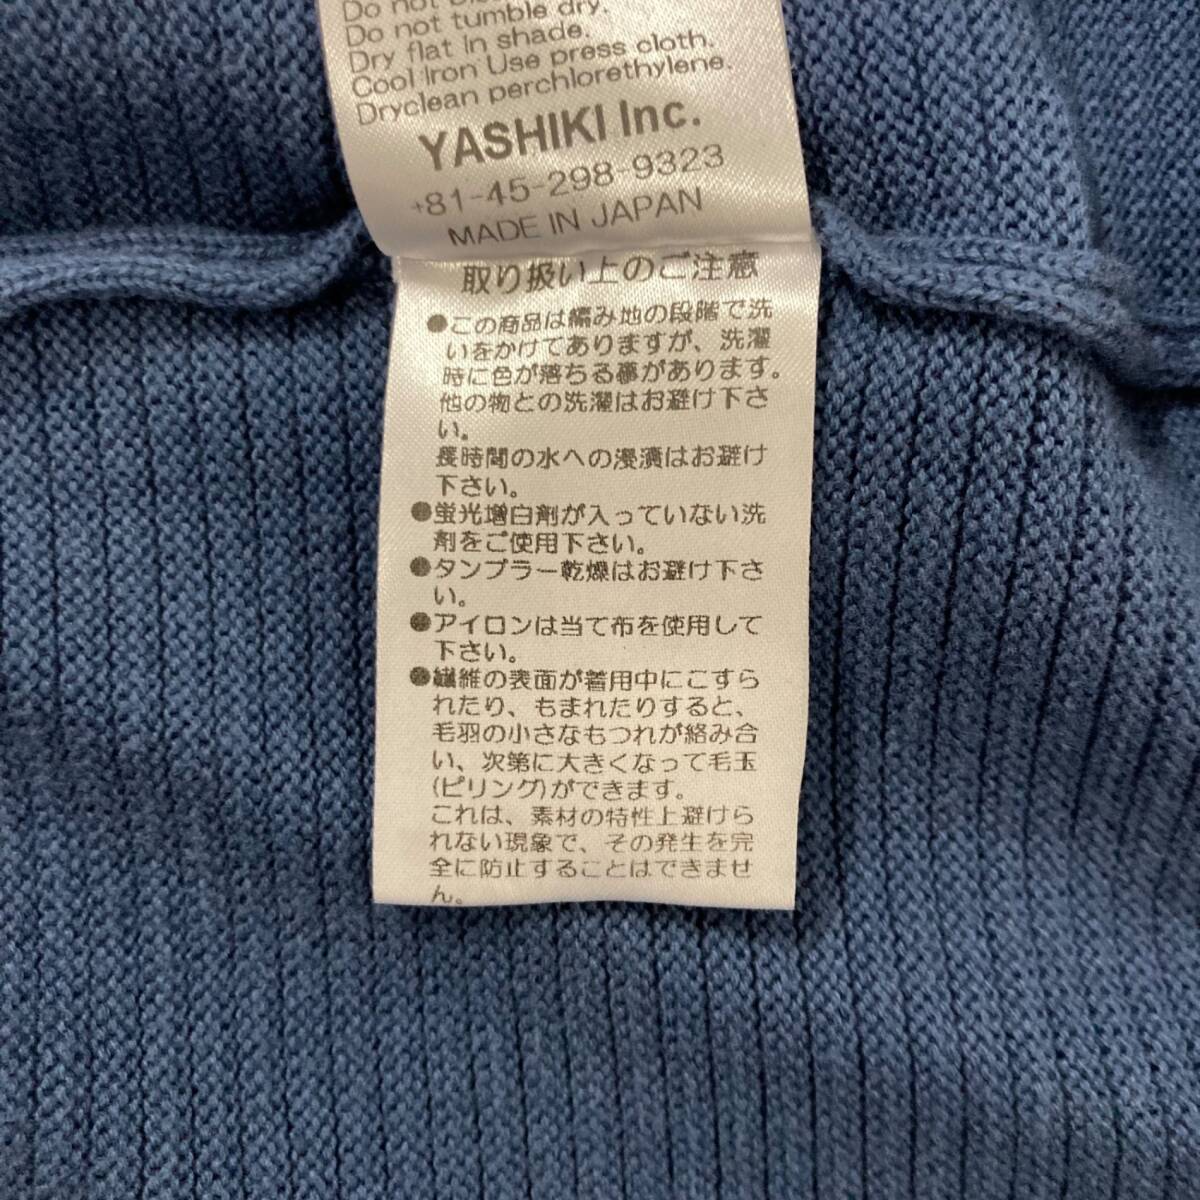 Do not
Do not tumble dry.
Dry flat in shade.
Cool Iron Use press cloth.
Dryclean perchlorethylene.
YASHIKI Inc.
+81-45-298-9323
MADE IN JAPAN
取り扱い上のご注意
●この商品は編み地の段階で洗
いをかけてありますが、洗濯
時に色が落ちる事があります。
他の物との洗濯はお避け下さ
い。
長時間の水への浸漬はお避け
下さい。
●蛍光増白剤が入っていない洗
剤をご使用下さい。
●タンブラー乾燥はお避け下さ
い。
●アイロンは当て布を使用して
下さい。
●繊維の表面が着用中にこすら
れたり、もまれたりすると、
毛羽の小さなもつれが絡み合
い、次第に大きくなって毛玉
(ピリング)ができます。
これは、素材の特性上避けら
れない現象で、その発生を完
全に防止することはできませ
ん。